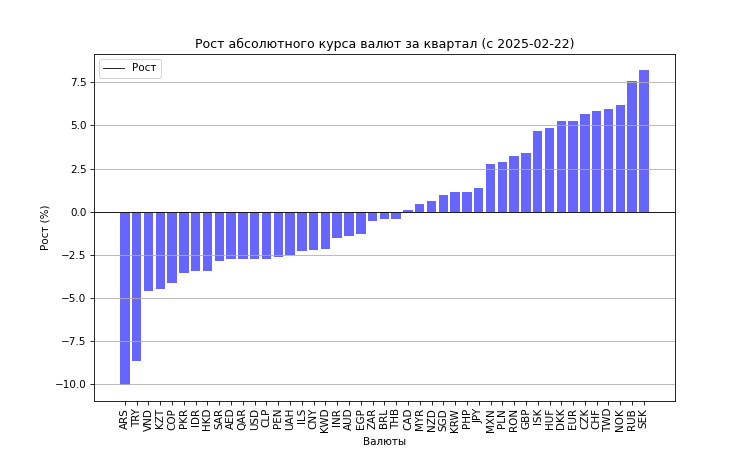 Рост абсолютного курса валют за квартал (с 2025-02-22)
Рост
7.5
5.0
2.5
0.0
−2.5
−5.0
−7.5
−10.0
Рост (%)
ARS TRY VND KZT COP PKR IDR HKD SAR AED QAR USD CLP PEN UAH ILS CNY KWD INR AUD EGP ZAR BRL THB CAD MYR NZD SGD KRW PHP JPY MXN PLN RON GBP ISK HUF DKK EUR CZK CHF TWD NOK RUB SEK
Валюты